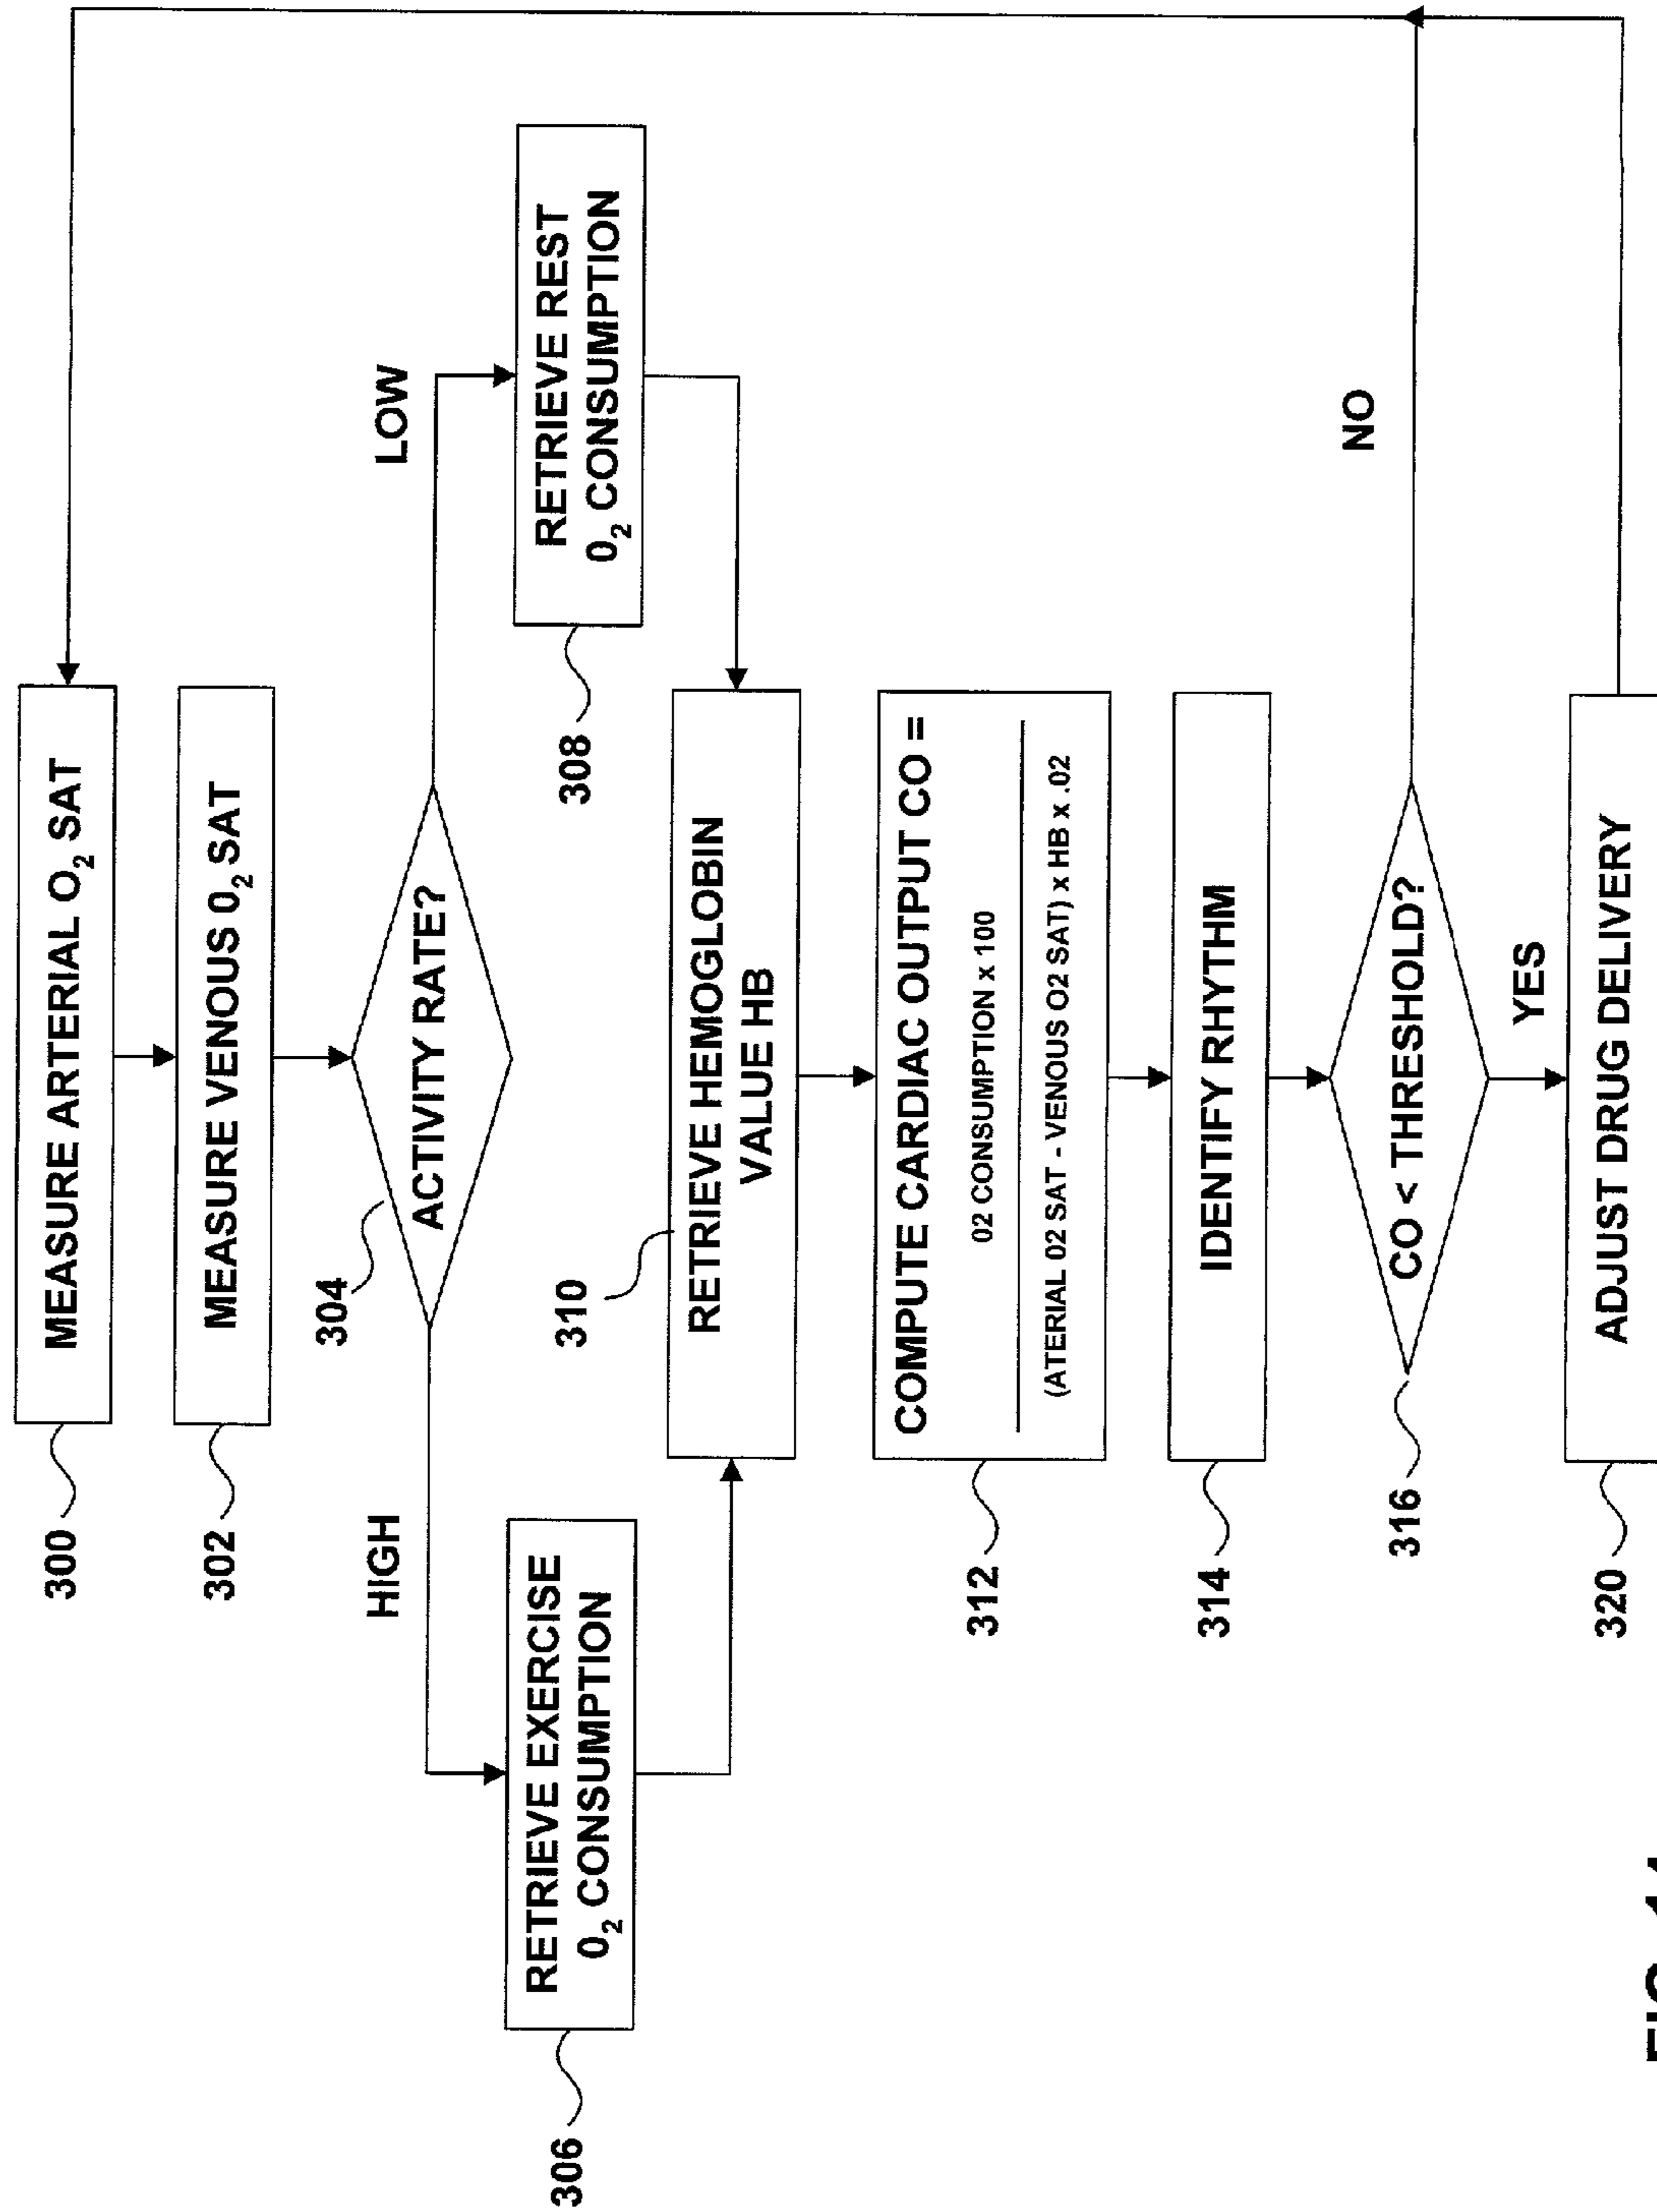 300
MEASURE ARTERIAL O₂ SAT
302
MEASURE VENOUS 0₂ SAT
304
ACTIVITY RATE?
HIGH
LOW
306
RETRIEVE EXERCISE
0₂ CONSUMPTION
308
RETRIEVE REST
0₂ CONSUMPTION
310
RETRIEVE HEMOGLOBIN
VALUE HB
312
COMPUTE CARDIAC OUTPUT CO =
02 CONSUMPTION x 100
(ATERIAL 02 SAT - VENOUS O2 SAT) x HB x .02
314
IDENTIFY RHYTHM
316
CO < THRESHOLD?
NO
YES
320
ADJUST DRUG DELIVERY